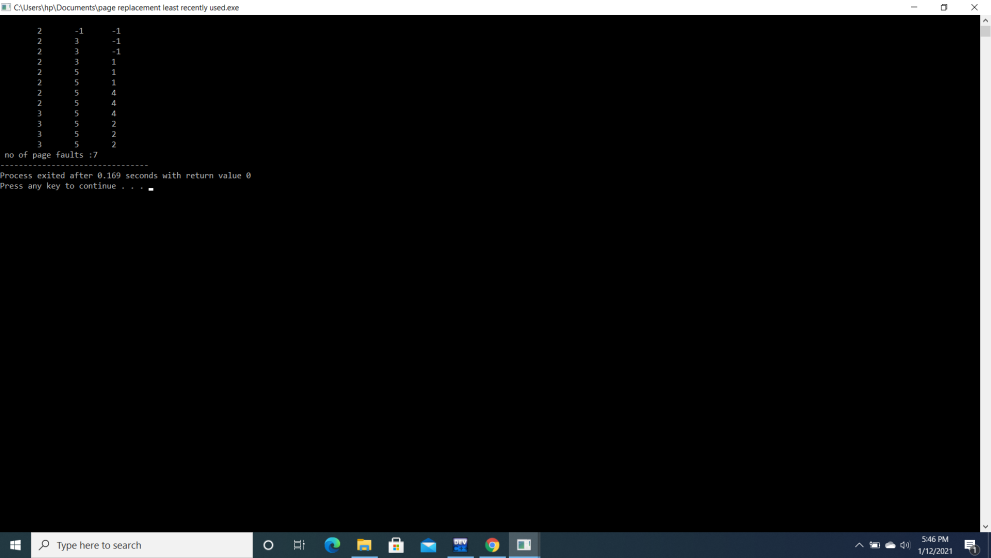 C:\Users\hp\Documents\page replacement least recently used.exe
2 -1 -1
2 3 -1
2 3 -1
2 3 1
2 5 1
2 5 1
2 5 4
2 5 4
3 5 4
3 5 2
3 5 2
3 5 2
no of page faults :7
--------------------------------
Process exited after 0.169 seconds with return value 0
Press any key to continue . . .
Type here to search
DEV
5:46 PM
1/12/2021
1